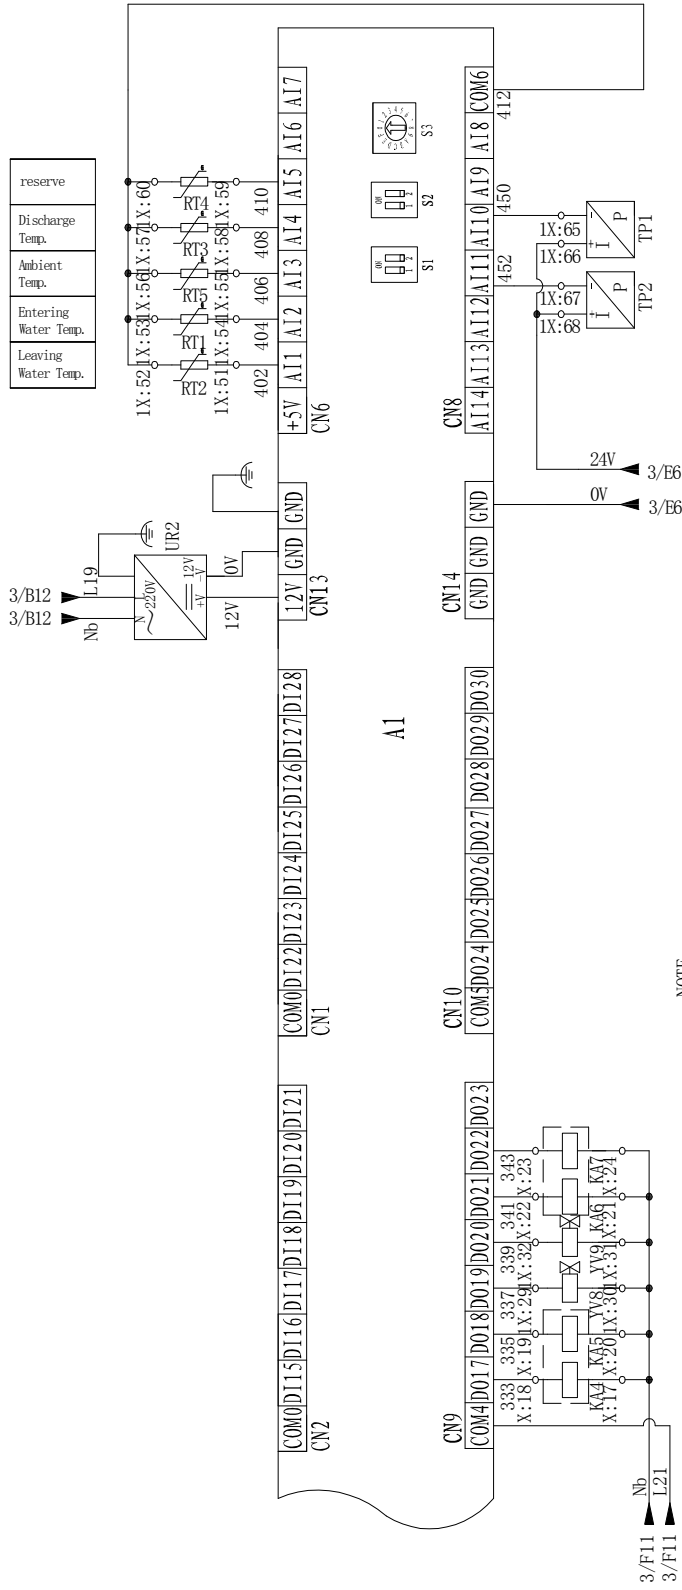 reserve
Discharge
Temp.
Ambient
Temp.
Entering
Water Temp.
Leaving
Water Temp.
1X:60
RT4
1X:59
410
1X:57
RT3
1X:58
408
1X:56
RT5
1X:55
406
1X:53
RT1
1X:54
404
1X:52
RT2
1X:51
402
AI7
AI6
AI5
AI4
AI3
AI2
AI1
+5V
CN6
S3
ON
1 2
S2
ON
1 2
S1
COM6
AI8
AI9
AI10
AI11
AI12
AI13
AI14
CN8
412
450
452
1X:65
1X:66
- P
+ I
TP1
1X:67
1X:68
- P
+ I
TP2
24V
3/E6
0V
3/E6
3/B12
L19
3/B12
Nb
UR2
L
N
220V
12V
-V
+V
0V
12V
GND
GND
12V
CN13
GND
GND
GND
CN14
A1
DI28
DI27
DI26
DI25
DI24
DI23
DI22
COM0
CN1
DO30
DO29
DO28
DO27
DO26
DO25
DO24
COM5
CN10
NOTE
DI21
DI20
DI19
DI18
DI17
DI16
DI15
COM0
CN2
DO23
DO22
DO21
DO20
DO19
DO18
DO17
COM4
CN9
343
X:23
KA7
X:24
341
X:22
KA6
X:21
339
1X:32
YV9
1X:31
337
1X:29
YV8
1X:30
335
X:19
KA5
X:20
333
X:18
KA4
X:17
Nb
L21
3/F11
3/F11